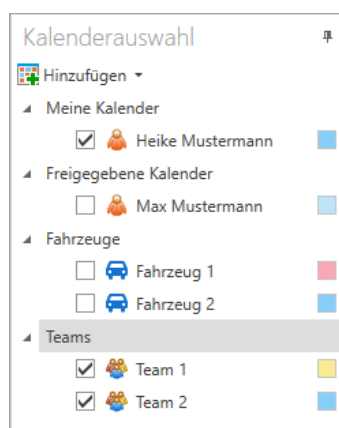 Kalenderauswahl
Hinzufügen
Meine Kalender
Heike Mustermann
Freigegebene Kalender
Max Mustermann
Fahrzeuge
Fahrzeug 1
Fahrzeug 2
Teams
Team 1
Team 2